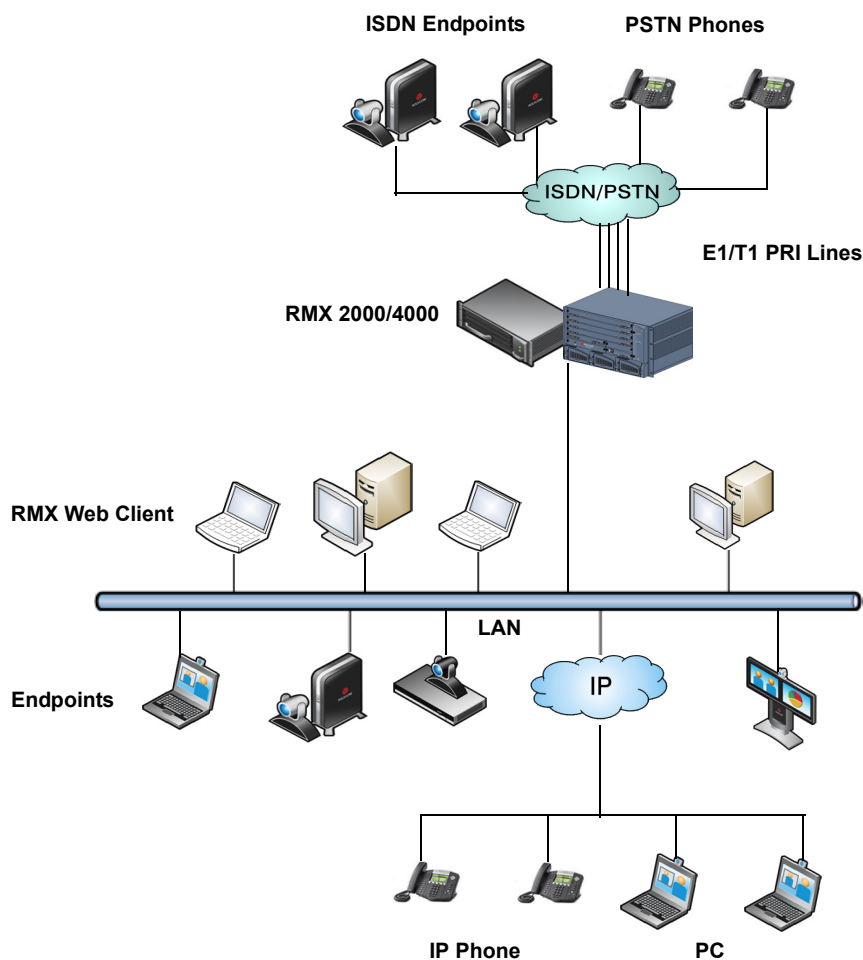 ISDN Endpoints
PSTN Phones
ISDN/PSTN
E1/T1 PRI Lines
RMX 2000/4000
RMX Web Client
LAN
Endpoints
IP
IP Phone
PC